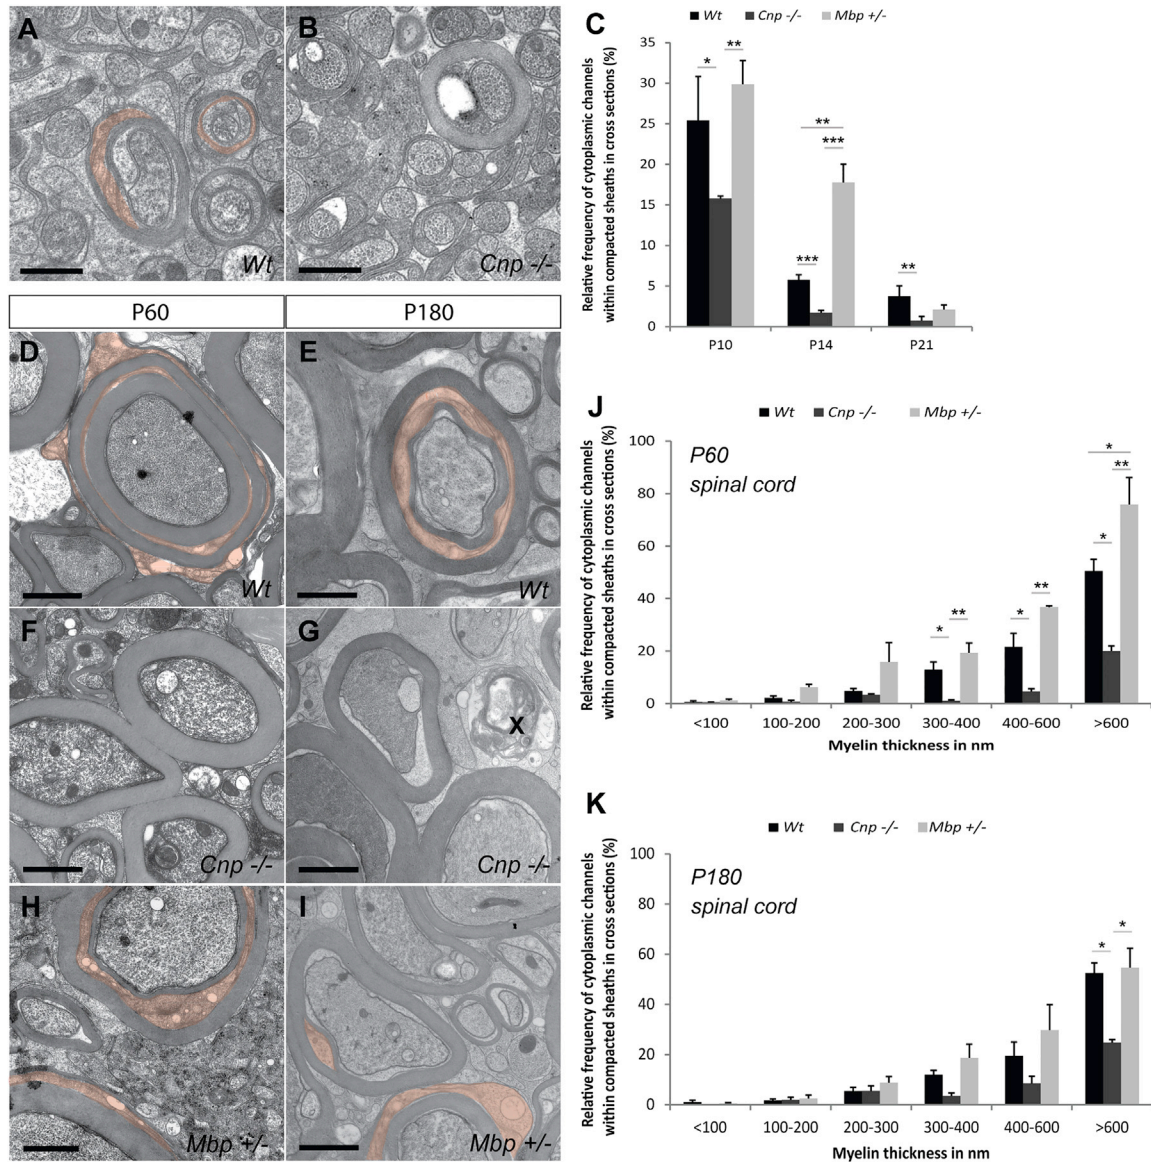 A
Wt
B
Cnp -/-
P60
P180
D
Wt
E
Wt
F
Cnp -/-
G
X
Cnp -/-
H
Mbp +/-
I
Mbp +/-
C
Wt Cnp -/- Mbp +/-
Relative frequency of cytoplasmic channels
within compacted sheaths in cross sections (%)
35
30
25
20
15
10
5
0
* **
** ***
***
**
P10 P14 P21
J
Wt Cnp -/- Mbp +/-
P60
spinal cord
Relative frequency of cytoplasmic channels
within compacted sheaths in cross sections (%)
100
80
60
40
20
0
* **
* **
* ** *
<100 100-200 200-300 300-400 400-600 >600
Myelin thickness in nm
K
Wt Cnp -/- Mbp +/-
P180
spinal cord
Relative frequency of cytoplasmic channels
within compacted sheaths in cross sections (%)
100
80
60
40
20
0
* *
<100 100-200 200-300 300-400 400-600 >600
Myelin thickness in nm